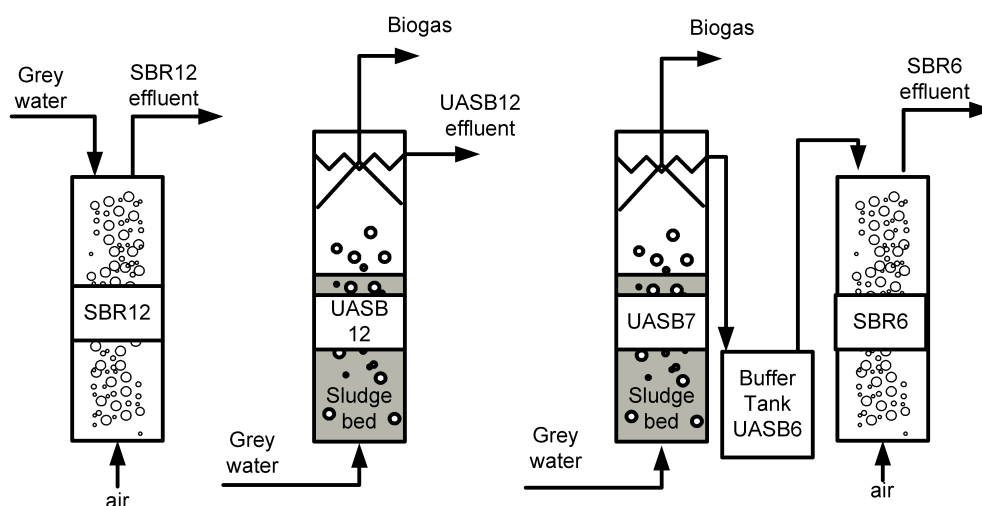 Grey
water
SBR12
effluent
SBR12
air
Biogas
UASB12
effluent
UASB
12
Sludge
bed
Grey
water
Biogas
UASB7
Sludge
bed
Grey
water
Buffer
Tank
UASB6
SBR6
effluent
SBR6
air